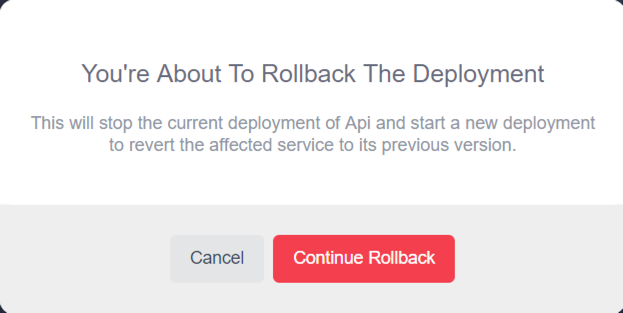 You're About To Rollback The Deployment
This will stop the current deployment of Api and start a new deployment
to revert the affected service to its previous version.
Cancel
Continue Rollback